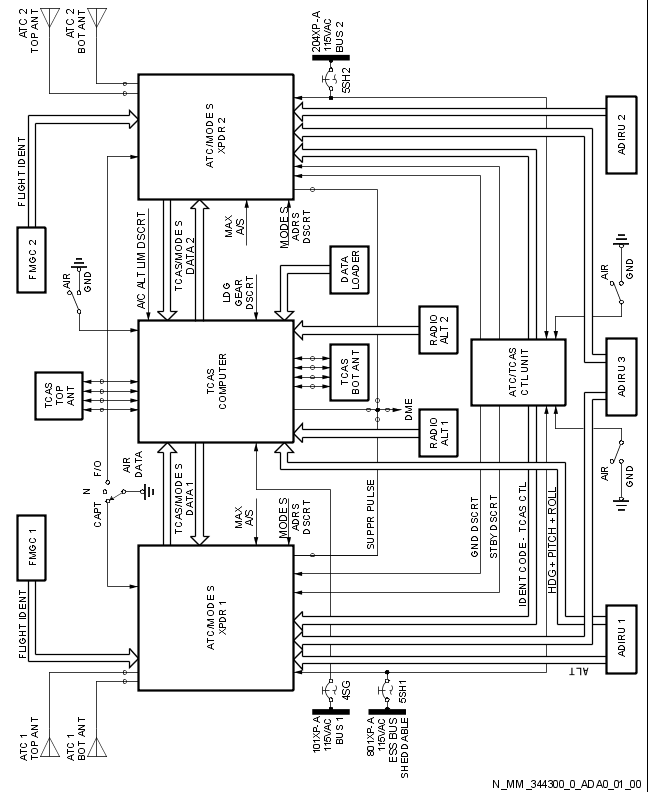 ATC 1
TOP ANT
ATC 1
BOT ANT
FLIGHT IDENT
FMGC 1
TCAS
TOP
ANT
FMGC 2
FLIGHT IDENT
ATC 2
TOP ANT
ATC 2
BOT ANT
CAPT
N
F/O
AIR
DATA
AIR
GND
ATC/MODE S
XPDR 1
TCAS/MODES
DATA 1
MAX
A/S
MODE S
ADRS
DSCRT
TCAS
COMPUTER
A/C ALT LIM DSCRT
TCAS/MODES
DATA 2
LDG
GEAR
DSCRT
MAX
A/S
MODE S
ADRS
DSCRT
ATC/MODE S
XPDR 2
101XP-A
115VAC
BUS 1
4SG
801XP-A
115VAC
ESS BUS
SHEDDABLE
5SH1
SUPPR PULSE
DME
TCAS
BOT ANT
DATA
LOADER
RADIO
ALT 1
RADIO
ALT 2
204XP-A
115VAC
BUS 2
5SH2
GND DSCRT
STBY DSCRT
IDENT CODE - TCAS CTL
HDG + PITCH + ROLL
ATC/TCAS
CTL UNIT
ALT
AIR
GND
AIR
GND
ADIRU 1
ADIRU 3
ADIRU 2
N_MM_344300_0_ADA0_01_00